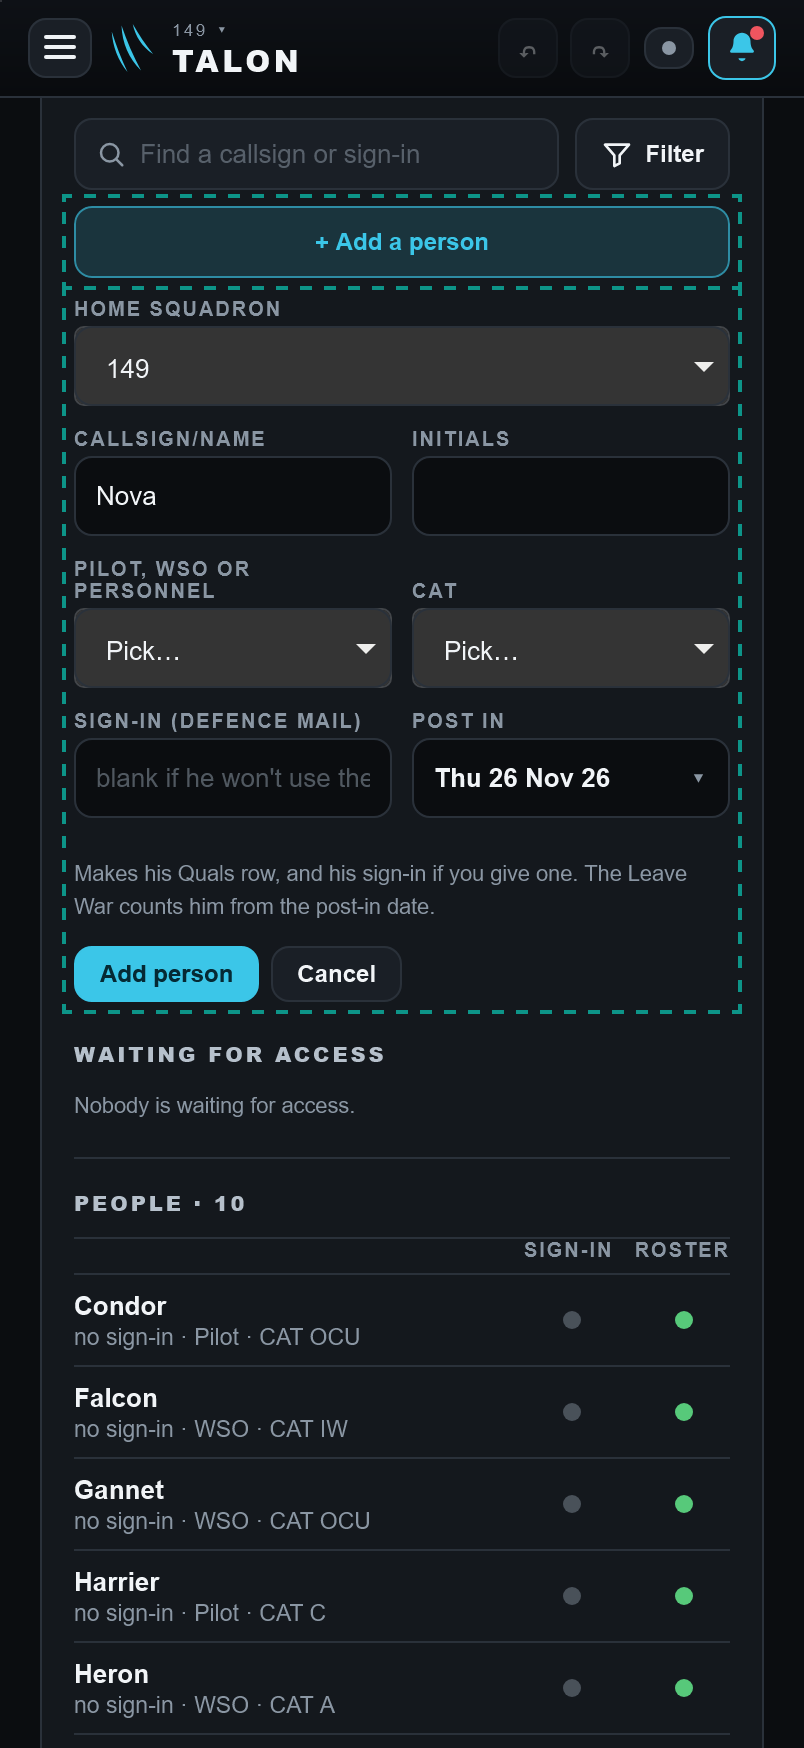 149 ▾
TALON
Find a callsign or sign-in
Filter
+ Add a person
HOME SQUADRON
149
CALLSIGN/NAME
INITIALS
Nova
PILOT, WSO OR
PERSONNEL
CAT
Pick...
Pick...
SIGN-IN (DEFENCE MAIL)
POST IN
blank if he won't use the
Thu 26 Nov 26 ▾
Makes his Quals row, and his sign-in if you give one. The Leave
War counts him from the post-in date.
Add person
Cancel
WAITING FOR ACCESS
Nobody is waiting for access.
PEOPLE · 10
SIGN-IN
ROSTER
Condor
no sign-in · Pilot · CAT OCU
Falcon
no sign-in · WSO · CAT IW
Gannet
no sign-in · WSO · CAT OCU
Harrier
no sign-in · Pilot · CAT C
Heron
no sign-in · WSO · CAT A